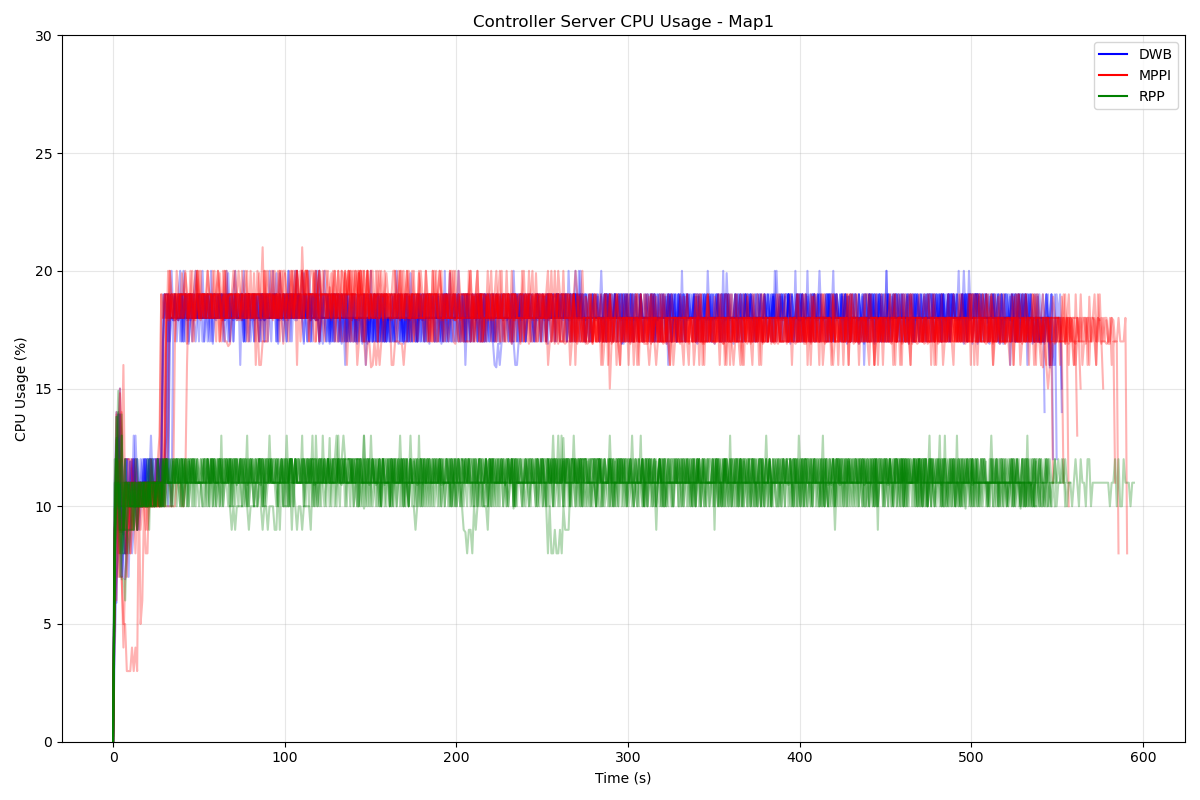 Controller Server CPU Usage - Map1
30
25
20
15
10
5
0
CPU Usage (%)
DWB
MPPI
RPP
0 100 200 300 400 500 600
Time (s)